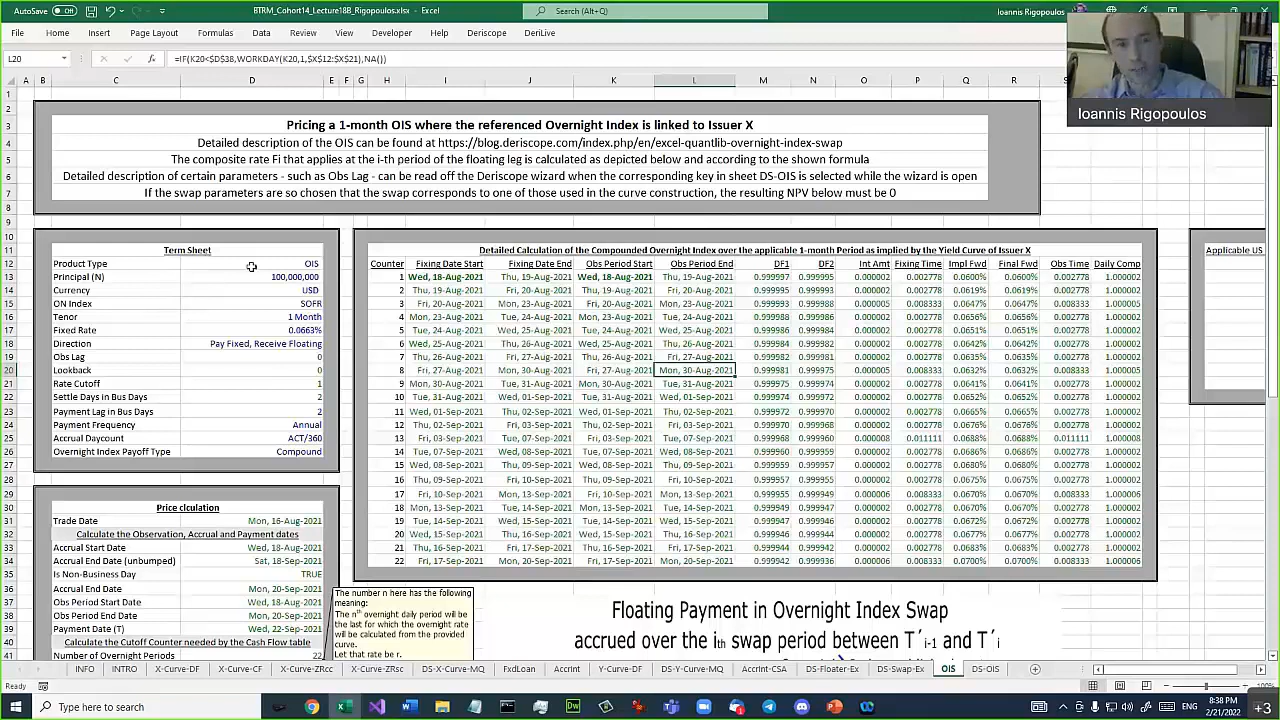 AutoSave Off
BTRM_Cohort14_Lecture18B_Rigopoulos.xlsx - Excel
Search (Alt+Q)
Ioannis Rigopoulos
File Home Insert Page Layout Formulas Data Review View Developer Help Deriscope DeriLive
L20 fx =IF(K20<$D$38,WORKDAY(K20,1,$X$12:$X$21),NA())
Ioannis Rigopoulos
A B C D E F G H I J K L M N O P Q R
Pricing a 1-month OIS where the referenced Overnight Index is linked to Issuer X
Detailed description of the OIS can be found at https://blog.deriscope.com/index.php/en/excel-quantlib-overnight-index-swap
The composite rate Fi that applies at the i-th period of the floating leg is calculated as depicted below and according to the shown formula
Detailed description of certain parameters - such as Obs Lag - can be read off the Deriscope wizard when the corresponding key in sheet DS-OIS is selected while the wizard is open
If the swap parameters are so chosen that the swap corresponds to one of those used in the curve construction, the resulting NPV below must be 0
Term Sheet
Product Type OIS
Principal (N) 100,000,000
Currency USD
ON Index SOFR
Tenor 1 Month
Fixed Rate 0.0663%
Direction Pay Fixed, Receive Floating
Obs Lag 0
Lookback 0
Rate Cutoff 1
Settle Days in Bus Days 2
Payment Lag in Bus Days 2
Payment Frequency Annual
Accrual Daycount ACT/360
Overnight Index Payoff Type Compound
Detailed Calculation of the Compounded Overnight Index over the applicable 1-month Period as implied by the Yield Curve of Issuer X
Counter Fixing Date Start Fixing Date End Obs Period Start Obs Period End DF1 DF2 Int Amt Fixing Time Impl Fwd Final Fwd Obs Time Daily Comp
1 Wed, 18-Aug-2021 Thu, 19-Aug-2021 Wed, 18-Aug-2021 Thu, 19-Aug-2021 0.999997 0.999995 0.000002 0.002778 0.0600% 0.0600% 0.002778 1.000002
2 Thu, 19-Aug-2021 Fri, 20-Aug-2021 Thu, 19-Aug-2021 Fri, 20-Aug-2021 0.999995 0.999993 0.000002 0.002778 0.0619% 0.0619% 0.002778 1.000002
3 Fri, 20-Aug-2021 Mon, 23-Aug-2021 Fri, 20-Aug-2021 Mon, 23-Aug-2021 0.999993 0.999988 0.000005 0.008333 0.0647% 0.0647% 0.008333 1.000005
4 Mon, 23-Aug-2021 Tue, 24-Aug-2021 Mon, 23-Aug-2021 Tue, 24-Aug-2021 0.999988 0.999986 0.000002 0.002778 0.0656% 0.0656% 0.002778 1.000002
5 Tue, 24-Aug-2021 Wed, 25-Aug-2021 Tue, 24-Aug-2021 Wed, 25-Aug-2021 0.999986 0.999984 0.000002 0.002778 0.0651% 0.0651% 0.002778 1.000002
6 Wed, 25-Aug-2021 Thu, 26-Aug-2021 Wed, 25-Aug-2021 Thu, 26-Aug-2021 0.999984 0.999982 0.000002 0.002778 0.0642% 0.0642% 0.002778 1.000002
7 Thu, 26-Aug-2021 Fri, 27-Aug-2021 Thu, 26-Aug-2021 Fri, 27-Aug-2021 0.999982 0.999981 0.000002 0.002778 0.0635% 0.0635% 0.002778 1.000002
8 Fri, 27-Aug-2021 Mon, 30-Aug-2021 Fri, 27-Aug-2021 Mon, 30-Aug-2021 0.999981 0.999975 0.000005 0.008333 0.0632% 0.0632% 0.008333 1.000005
9 Mon, 30-Aug-2021 Tue, 31-Aug-2021 Mon, 30-Aug-2021 Tue, 31-Aug-2021 0.999975 0.999974 0.000002 0.002778 0.0641% 0.0641% 0.002778 1.000002
10 Tue, 31-Aug-2021 Wed, 01-Sep-2021 Tue, 31-Aug-2021 Wed, 01-Sep-2021 0.999974 0.999972 0.000002 0.002778 0.0652% 0.0652% 0.002778 1.000002
11 Wed, 01-Sep-2021 Thu, 02-Sep-2021 Wed, 01-Sep-2021 Thu, 02-Sep-2021 0.999972 0.999970 0.000002 0.002778 0.0665% 0.0665% 0.002778 1.000002
12 Thu, 02-Sep-2021 Fri, 03-Sep-2021 Thu, 02-Sep-2021 Fri, 03-Sep-2021 0.999970 0.999968 0.000002 0.002778 0.0676% 0.0676% 0.002778 1.000002
13 Fri, 03-Sep-2021 Tue, 07-Sep-2021 Fri, 03-Sep-2021 Tue, 07-Sep-2021 0.999968 0.999960 0.000008 0.011111 0.0688% 0.0688% 0.011111 1.000008
14 Tue, 07-Sep-2021 Wed, 08-Sep-2021 Tue, 07-Sep-2021 Wed, 08-Sep-2021 0.999960 0.999959 0.000002 0.002778 0.0686% 0.0686% 0.002778 1.000002
15 Wed, 08-Sep-2021 Thu, 09-Sep-2021 Wed, 08-Sep-2021 Thu, 09-Sep-2021 0.999959 0.999957 0.000002 0.002778 0.0680% 0.0680% 0.002778 1.000002
16 Thu, 09-Sep-2021 Fri, 10-Sep-2021 Thu, 09-Sep-2021 Fri, 10-Sep-2021 0.999957 0.999955 0.000002 0.002778 0.0675% 0.0675% 0.002778 1.000002
17 Fri, 10-Sep-2021 Mon, 13-Sep-2021 Fri, 10-Sep-2021 Mon, 13-Sep-2021 0.999955 0.999949 0.000006 0.008333 0.0670% 0.0670% 0.008333 1.000006
18 Mon, 13-Sep-2021 Tue, 14-Sep-2021 Mon, 13-Sep-2021 Tue, 14-Sep-2021 0.999949 0.999947 0.000002 0.002778 0.0670% 0.0670% 0.002778 1.000002
19 Tue, 14-Sep-2021 Wed, 15-Sep-2021 Tue, 14-Sep-2021 Wed, 15-Sep-2021 0.999947 0.999946 0.000002 0.002778 0.0672% 0.0672% 0.002778 1.000002
20 Wed, 15-Sep-2021 Thu, 16-Sep-2021 Wed, 15-Sep-2021 Thu, 16-Sep-2021 0.999946 0.999944 0.000002 0.002778 0.0677% 0.0677% 0.002778 1.000002
21 Thu, 16-Sep-2021 Fri, 17-Sep-2021 Thu, 16-Sep-2021 Fri, 17-Sep-2021 0.999944 0.999942 0.000002 0.002778 0.0683% 0.0683% 0.002778 1.000002
22 Fri, 17-Sep-2021 Mon, 20-Sep-2021 Fri, 17-Sep-2021 Mon, 20-Sep-2021 0.999942 0.999936 0.000006 0.008333 0.0700% 0.0700% 0.008333 1.000006
Applicable US
Price clculation
Trade Date Mon, 16-Aug-2021
Calculate the Observation, Accrual and Payment dates
Accrual Start Date Wed, 18-Aug-2021
Accrual End Date (unbumped) Sat, 18-Sep-2021
Is Non-Business Day TRUE
Accrual End Date Mon, 20-Sep-2021
Obs Period Start Date Wed, 18-Aug-2021
Obs Period End Date Mon, 20-Sep-2021
Payment Date (T) Wed, 22-Sep-2021
Calculate the Cutoff Counter needed by the Cash Flow table
Number of Overnight Periods 22
The number n here has the following
meaning:
The nth overnight daily period will be
the last for which the overnight rate
will be calculated from the provided
curve.
Let that rate be r.
Floating Payment in Overnight Index Swap
accrued over the ith swap period between T´i-1 and T´i
INFO INTRO X-Curve-DF X-Curve-CF X-Curve-ZRcc X-Curve-ZRsc DS-X-Curve-MQ FxdLoan AccrInt Y-Curve-DF DS-Y-Curve-MQ AccrInt-CSA DS-Floater-Ex DS-Swap-Ex OIS DS-OIS
Ready
100%
Type here to search
ENG
8:38 PM
2/21/2022
+3